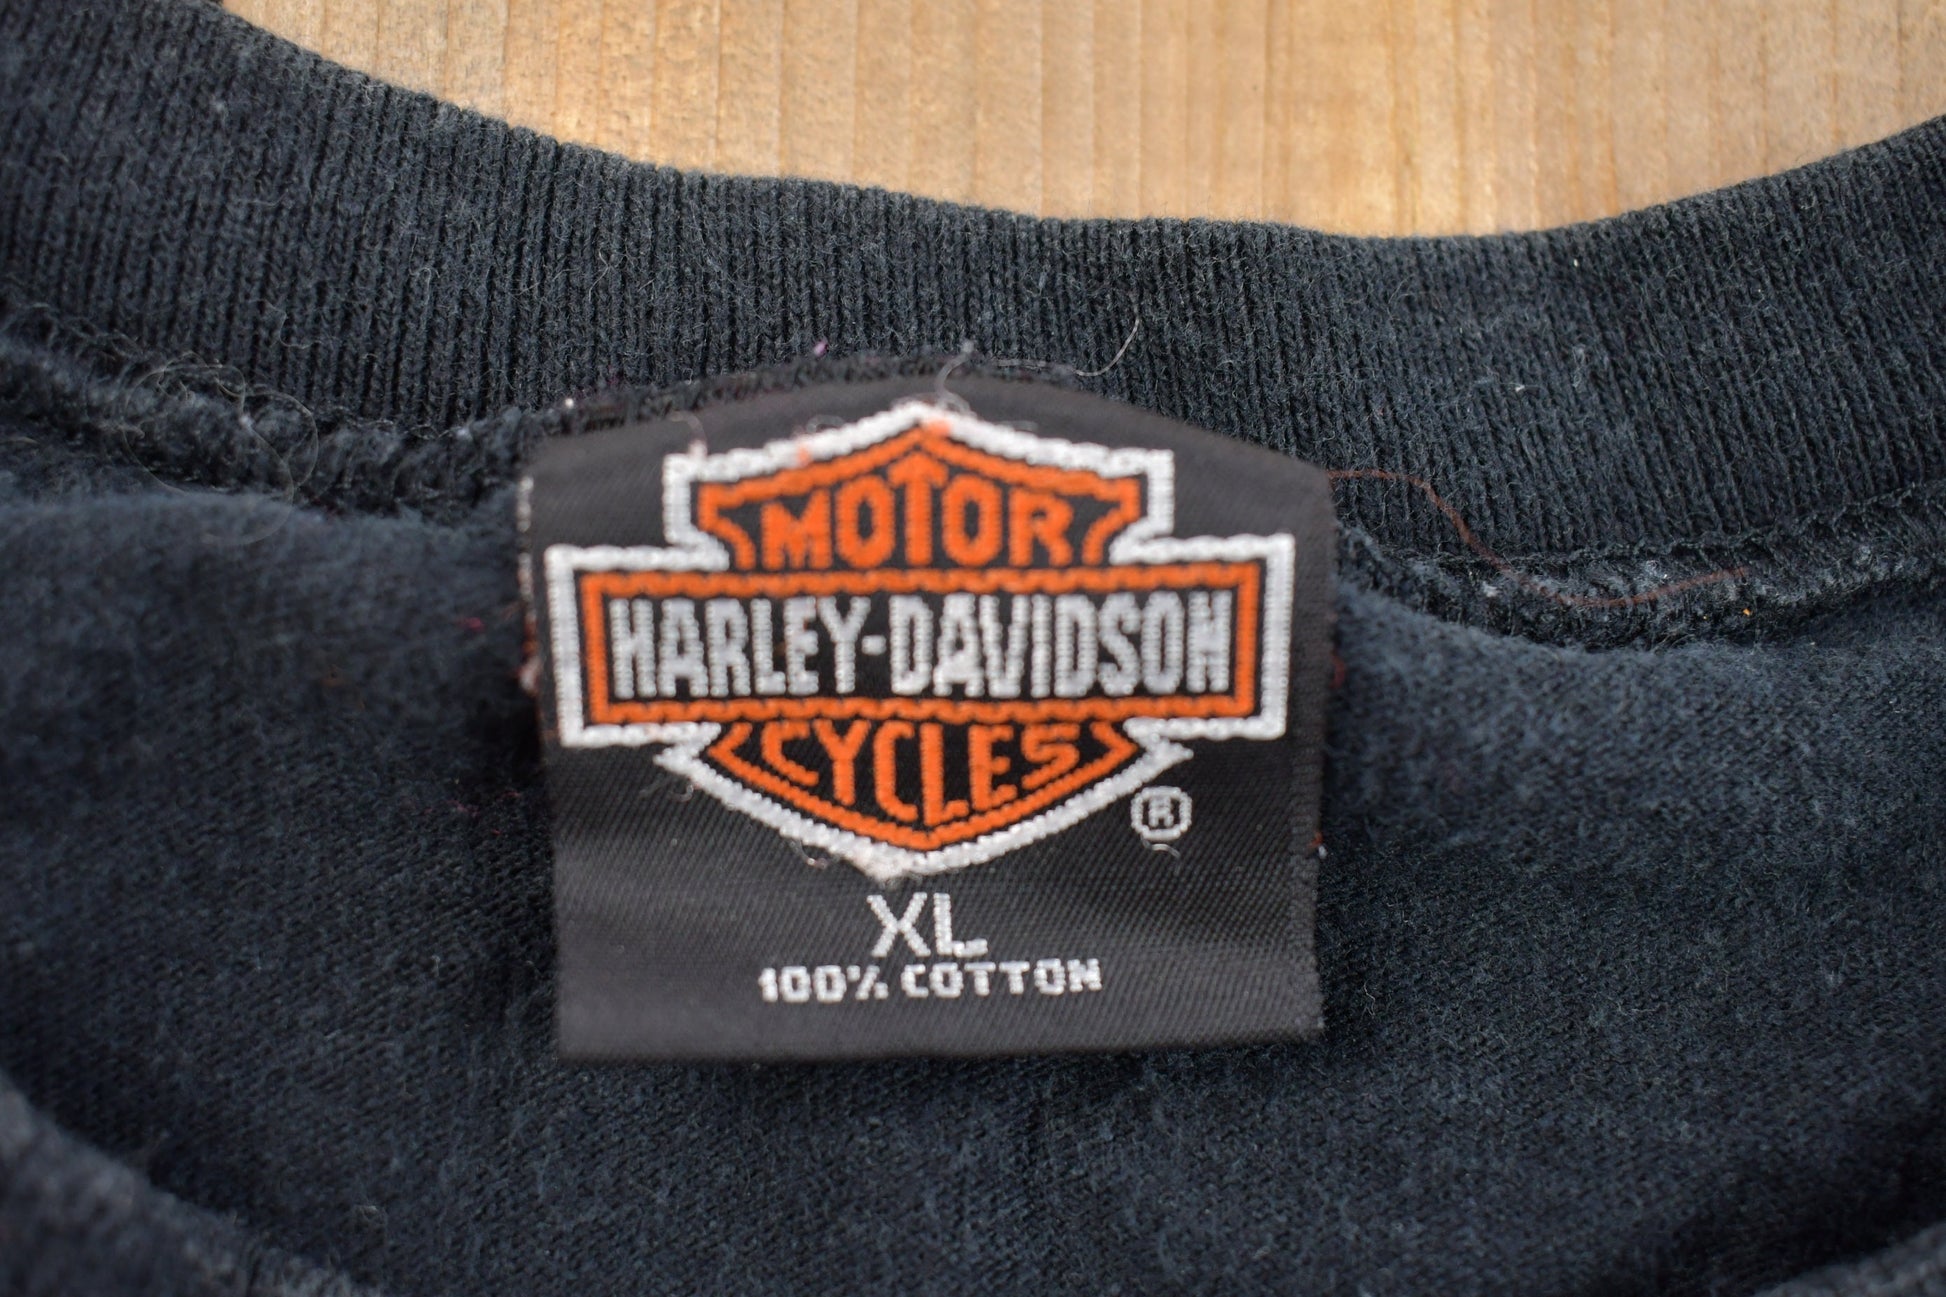 MOTOR
HARLEY-DAVIDSON
CYCLES
®
XL
100% COTTON